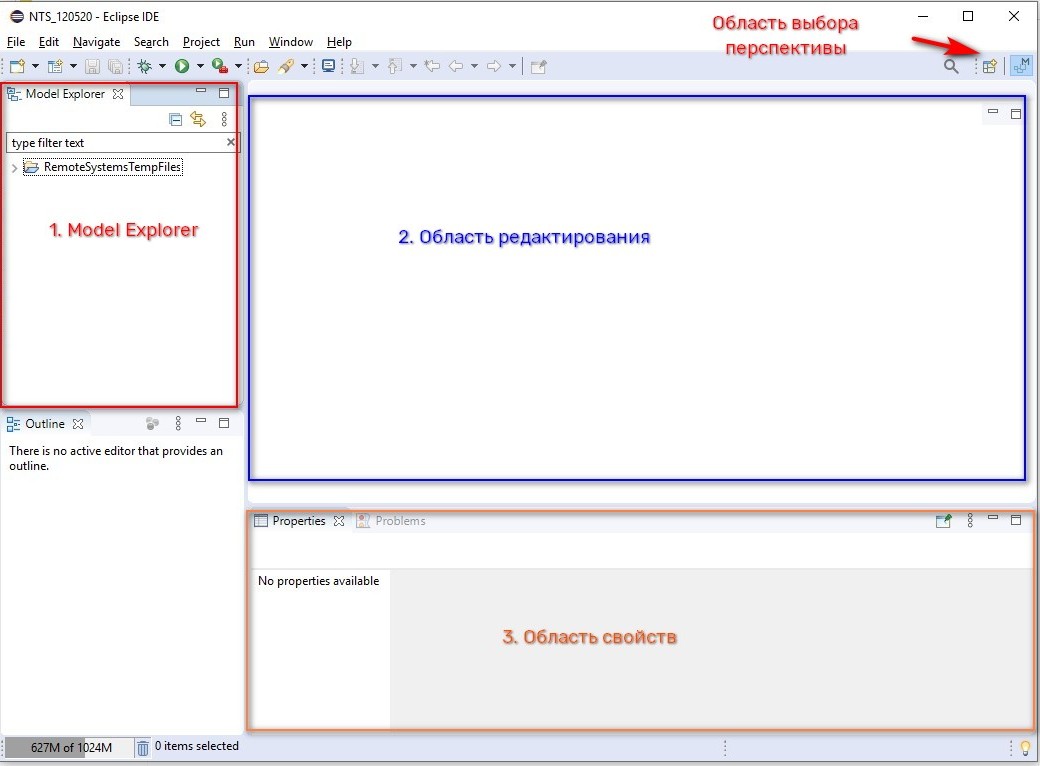 NTS_120520 - Eclipse IDE
Область выбора
перспективы
File Edit Navigate Search Project Run Window Help
Model Explorer
type filter text
RemoteSystemsTempFiles
1. Model Explorer
2. Область редактирования
Outline
There is no active editor that provides an
outline.
Properties Problems
No properties available
3. Область свойств
627M of 1024M 0 items selected